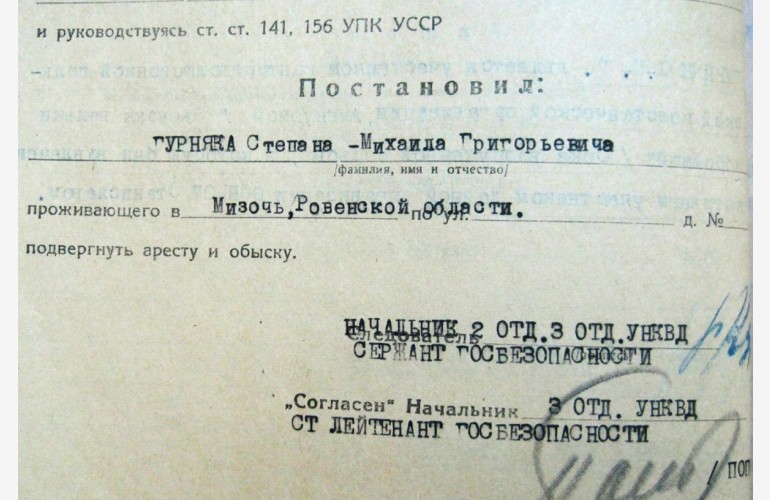 и руководствуясь ст. ст. 141, 156 УПК УССР
Постановил:
ГУРНЯКА Степана -Михаила Григорьевича
/фамилия, имя и отчество/
проживающего в Мизочь,Ровенской области. по ул. д. №
подвергнуть аресту и обыску.
НАЧАЛЬНИК 2 ОТД.3 ОТД.УНКВД
Следователь
СЕРЖАНТ ГОСБЕЗОПАСНОСТИ
„Согласен" Начальник 3 ОТД. УНКВД
СТ ЛЕЙТЕНАНТ ГОСБЕЗОПАСНОСТИ
/ ПОП